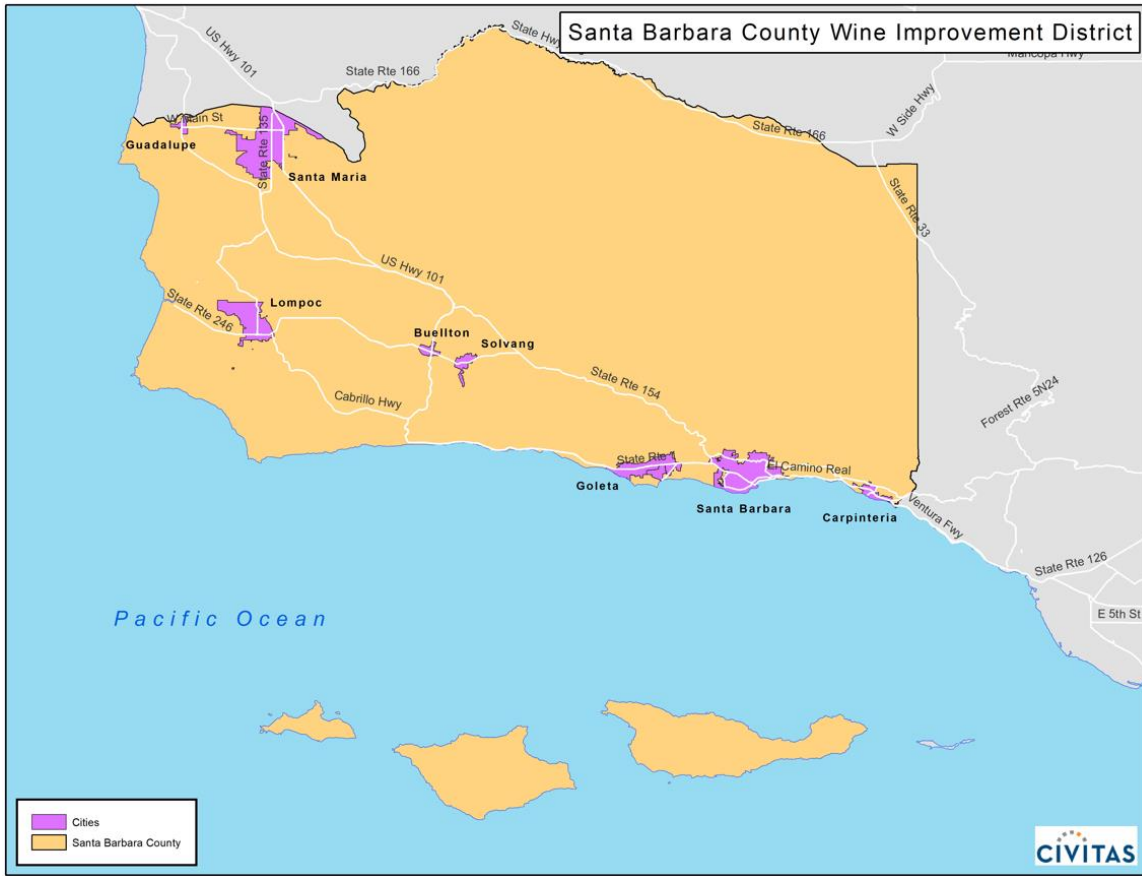 Santa Barbara County Wine Improvement District
US Hwy 101
State Hwy
Maricopa Hwy
State Rte 166
W Side Hwy
W Main St
State Rte 135
State Rte 166
Guadalupe
Santa Maria
State Rte 33
US Hwy 101
Lompoc
State Rte 246
Buellton
Solvang
State Rte 154
Cabrillo Hwy
Forest Rte 5N24
State Rte
El Camino Real
Goleta
Santa Barbara
Carpinteria
Ventura Fwy
State Rte 126
E 5th St
Pacific Ocean
Cities
Santa Barbara County
CIVITAS